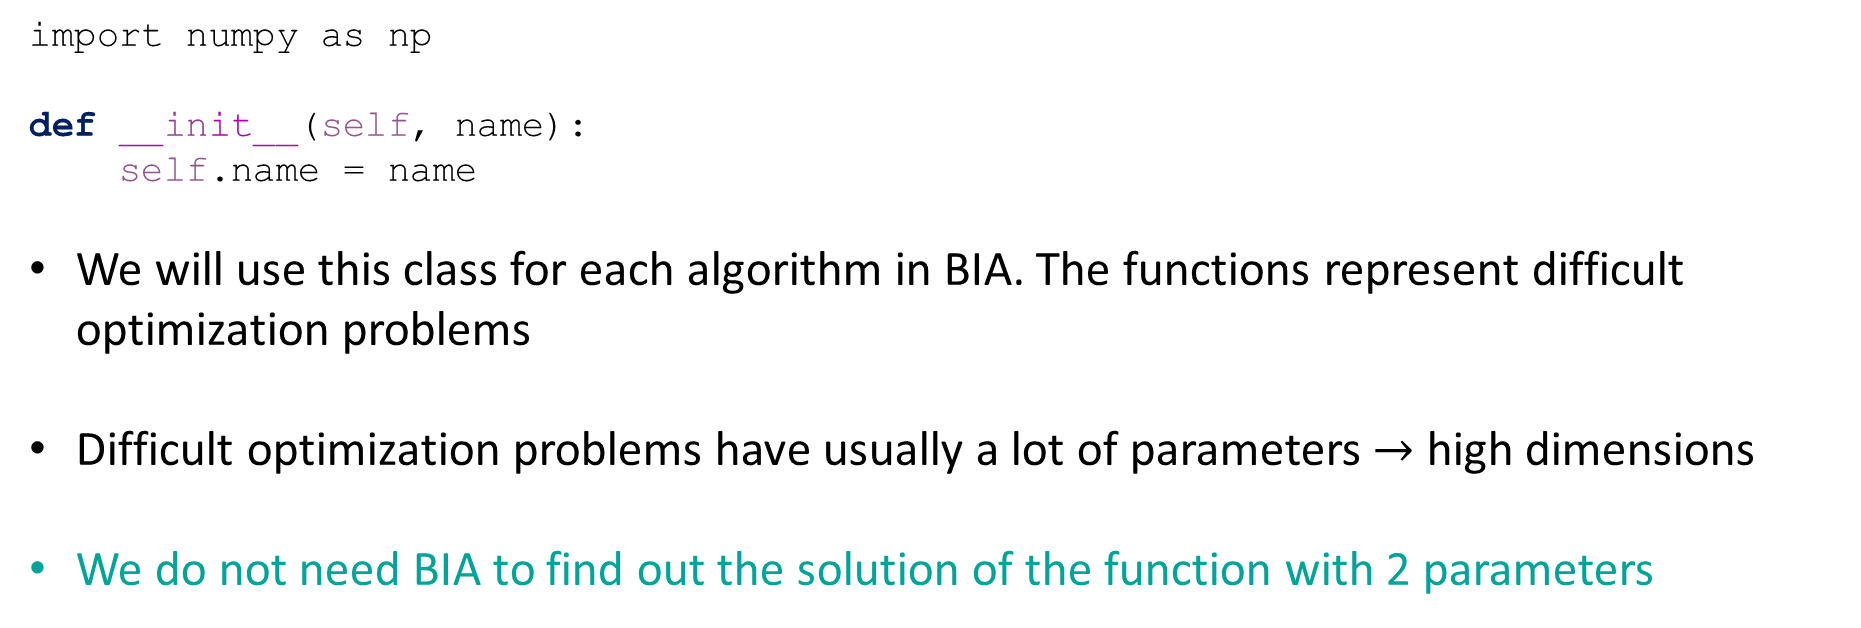 import numpy as np
def __init__(self, name):
    self.name = name
• We will use this class for each algorithm in BIA. The functions represent difficult
optimization problems
• Difficult optimization problems have usually a lot of parameters → high dimensions
• We do not need BIA to find out the solution of the function with 2 parameters